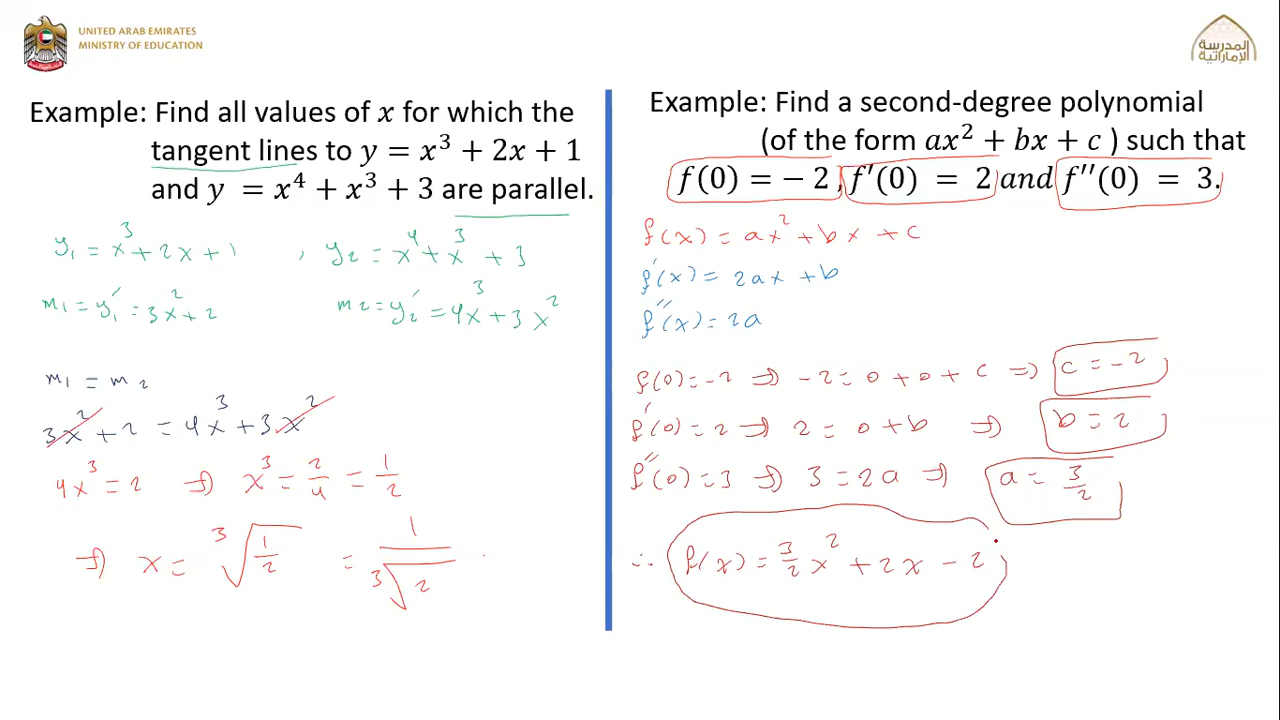 UNITED ARAB EMIRATES
MINISTRY OF EDUCATION
المدرسة
الإماراتية
Example: Find all values of x for which the
tangent lines to y = x³ + 2x + 1
and y = x⁴ + x³ + 3 are parallel.
y₁ = x³ + 2x + 1 , y₂ = x⁴ + x³ + 3
m₁ = y₁′ = 3x² + 2 m₂ = y₂′ = 4x³ + 3x²
m₁ = m₂
3x² + 2 = 4x³ + 3x²
4x³ = 2 ⇒ x³ = 2/4 = 1/2
⇒ x = ³√(1/2) = 1/³√2
Example: Find a second-degree polynomial
(of the form ax² + bx + c ) such that
f(0) = − 2 , f′(0) = 2 and f′′(0) = 3.
f(x) = ax² + bx + c
f′(x) = 2ax + b
f′′(x) = 2a
f(0) = -2 ⇒ -2 = 0 + 0 + c ⇒ c = -2
f′(0) = 2 ⇒ 2 = 0 + b ⇒ b = 2
f′′(0) = 3 ⇒ 3 = 2a ⇒ a = 3/2
∴ f(x) = 3/2 x² + 2x − 2